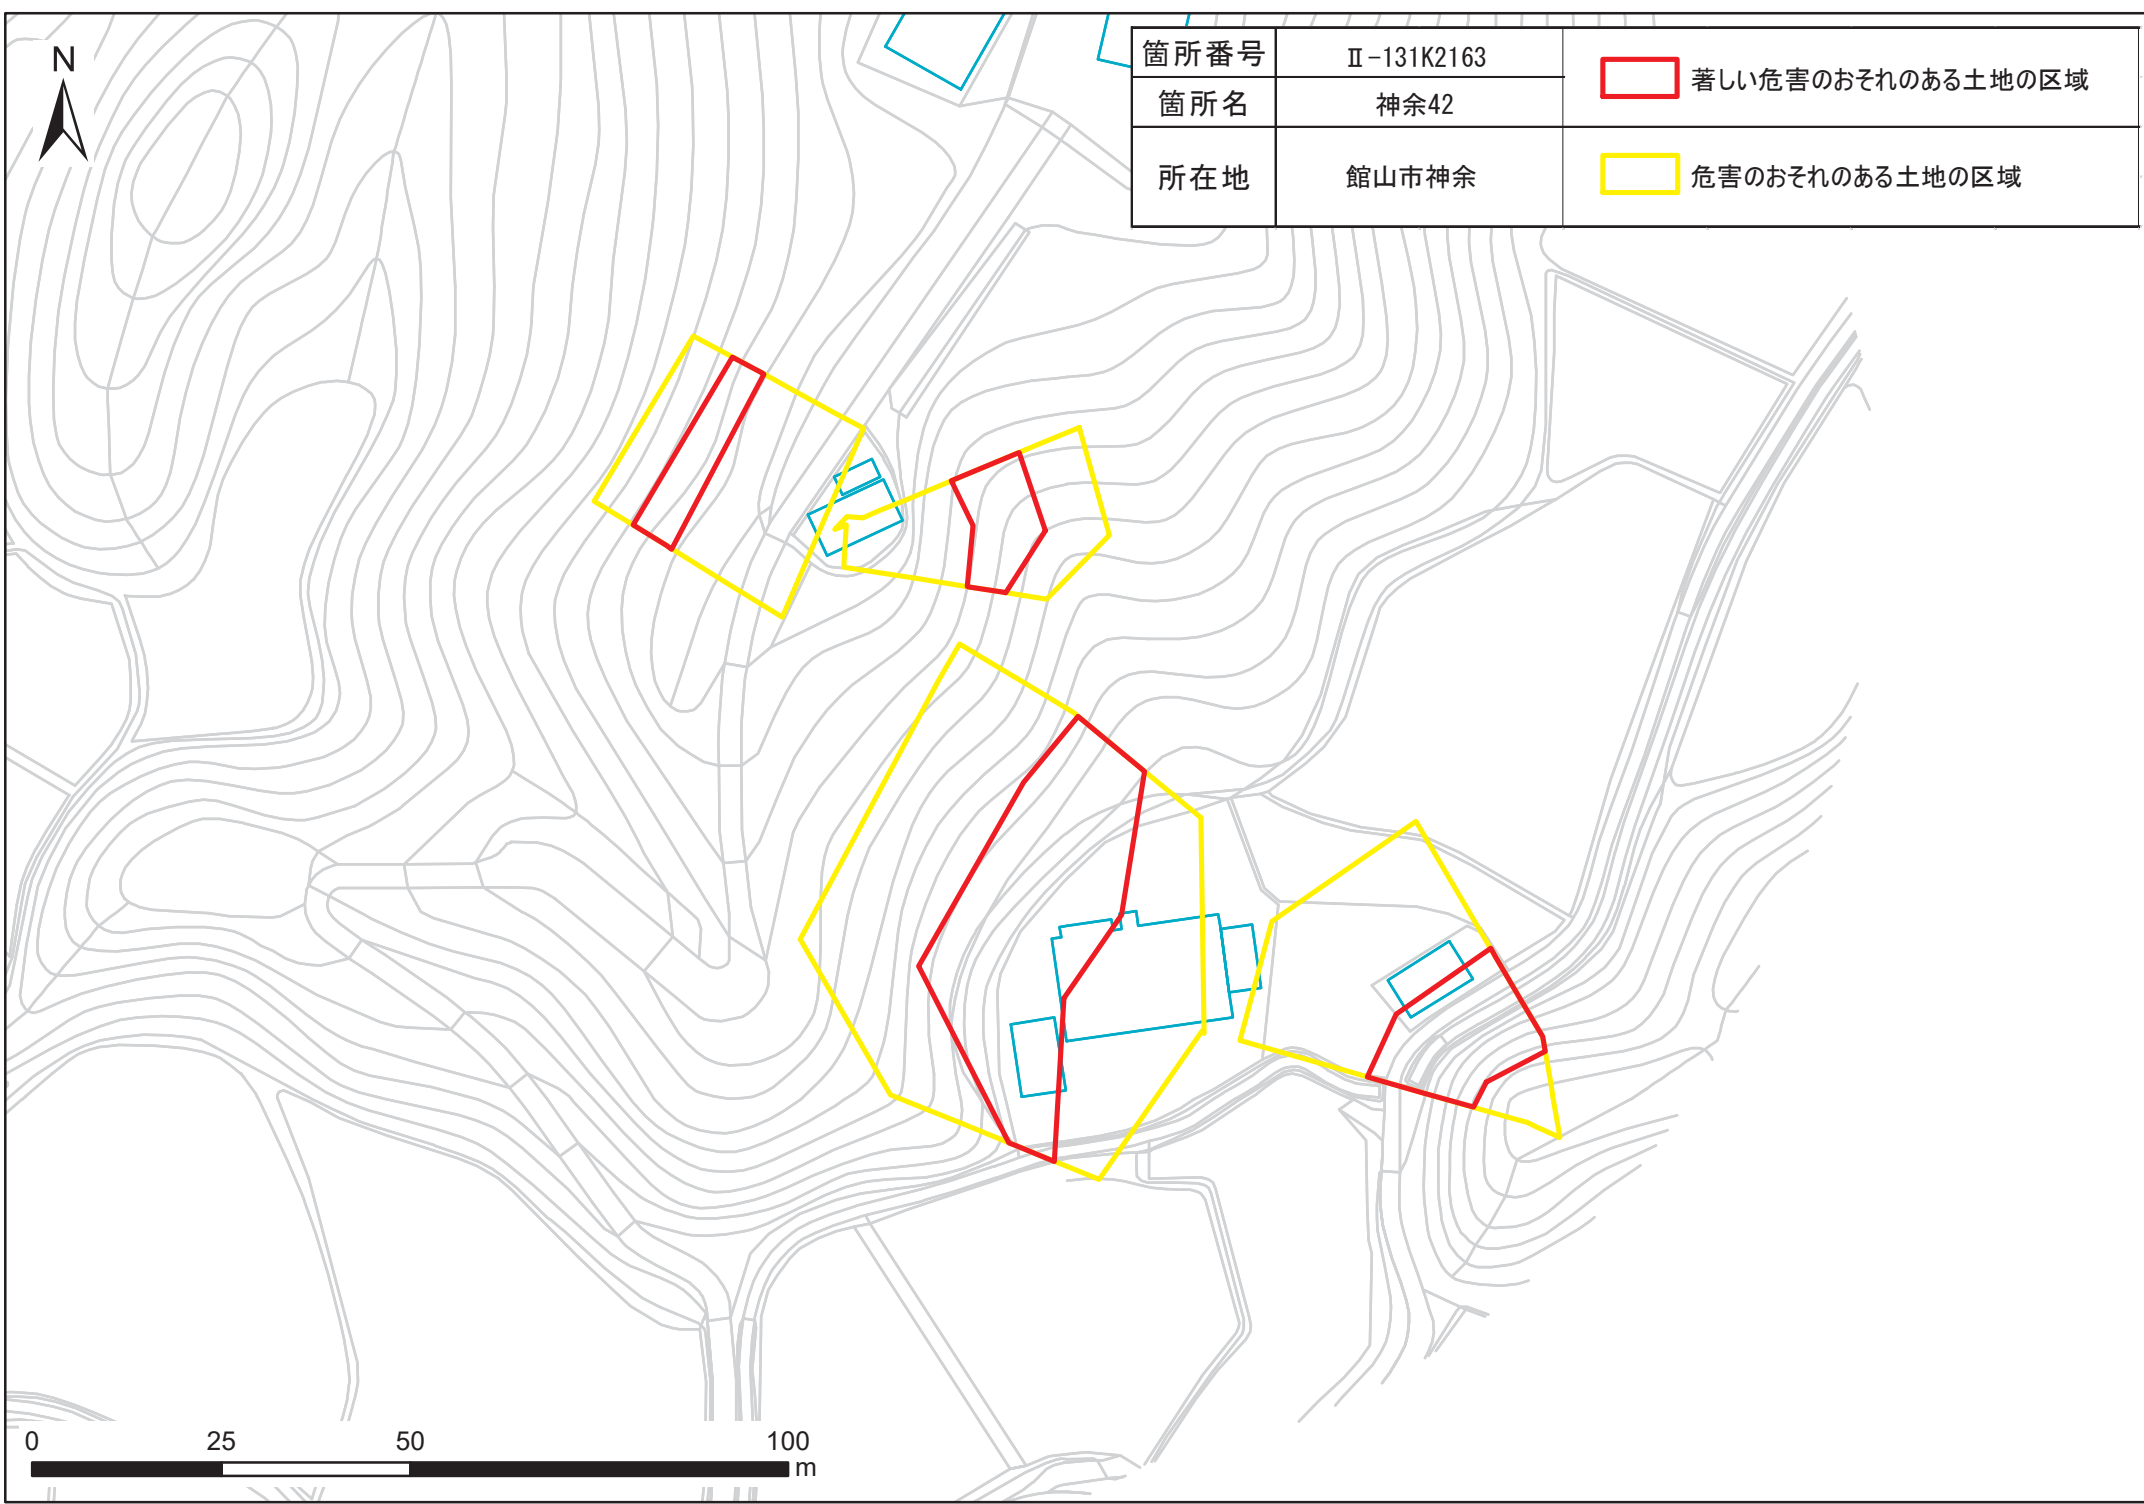 N
箇所番号 Ⅱ-131K2163
箇所名 神余42
所在地 館山市神余
著しい危害のおそれのある土地の区域
危害のおそれのある土地の区域
0 25 50 100
m